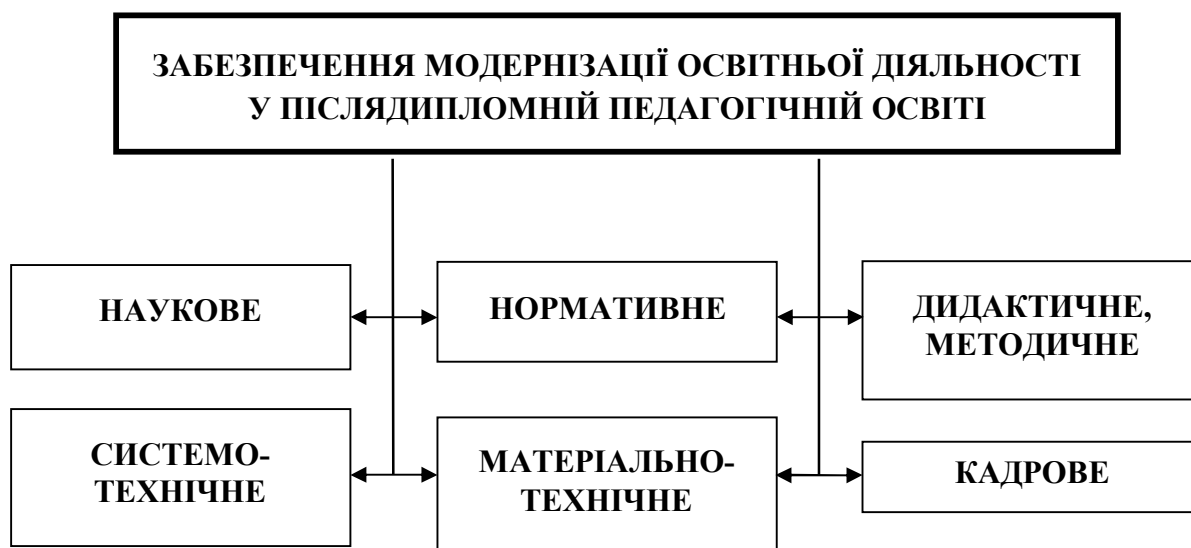 ЗАБЕЗПЕЧЕННЯ МОДЕРНІЗАЦІЇ ОСВІТНЬОЇ ДІЯЛЬНОСТІ
У ПІСЛЯДИПЛОМНІЙ ПЕДАГОГІЧНІЙ ОСВІТІ
НАУКОВЕ
НОРМАТИВНЕ
ДИДАКТИЧНЕ,
МЕТОДИЧНЕ
СИСТЕМО-
ТЕХНІЧНЕ
МАТЕРІАЛЬНО-
ТЕХНІЧНЕ
КАДРОВЕ